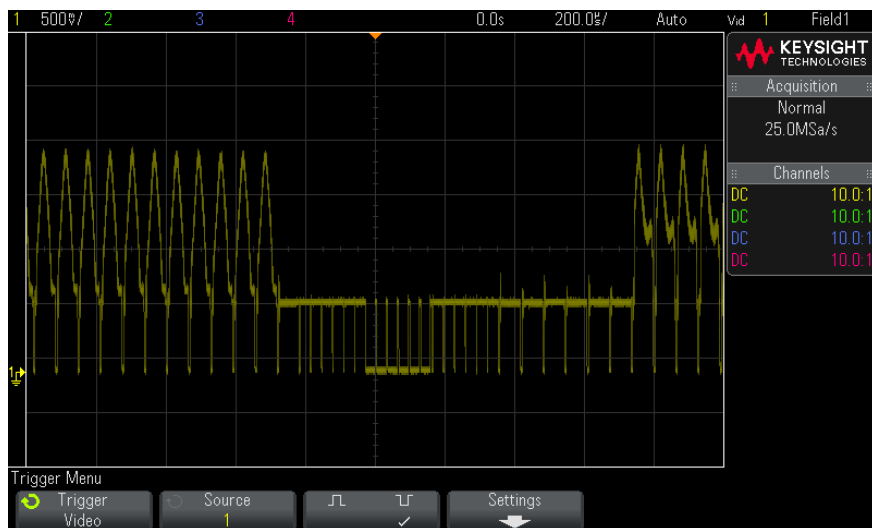 1 500mV/ 2 3 4 0.0s 200.0µs/ Auto Vid 1 Field1
KEYSIGHT
TECHNOLOGIES
Acquisition
Normal
25.0MSa/s
Channels
DC 10.0:1
DC 10.0:1
DC 10.0:1
DC 10.0:1
1
Trigger Menu
Trigger Source Settings
Video 1